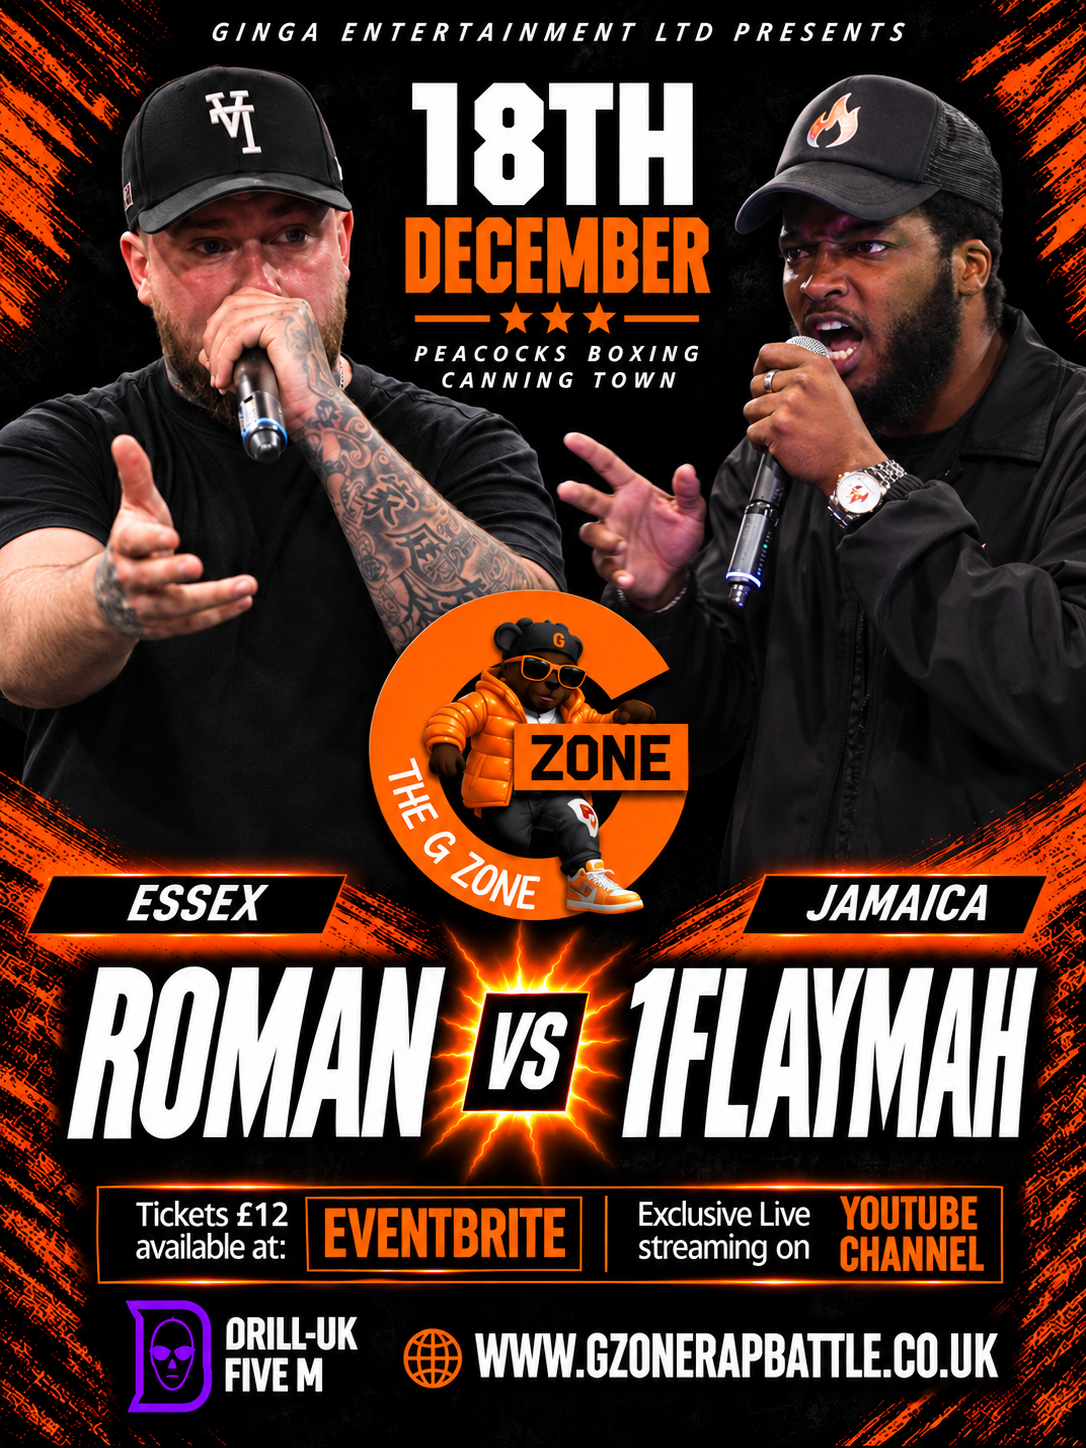 GINGA ENTERTAINMENT LTD PRESENTS
18TH
DECEMBER
PEACOCKS BOXING
CANNING TOWN
G
ZONE
THE G ZONE
ESSEX
JAMAICA
ROMAN
VS
1FLAYMAH
Tickets £12
available at:
EVENTBRITE
Exclusive Live
streaming on
YOUTUBE
CHANNEL
DRILL-UK
FIVE M
WWW.GZONERAPBATTLE.CO.UK